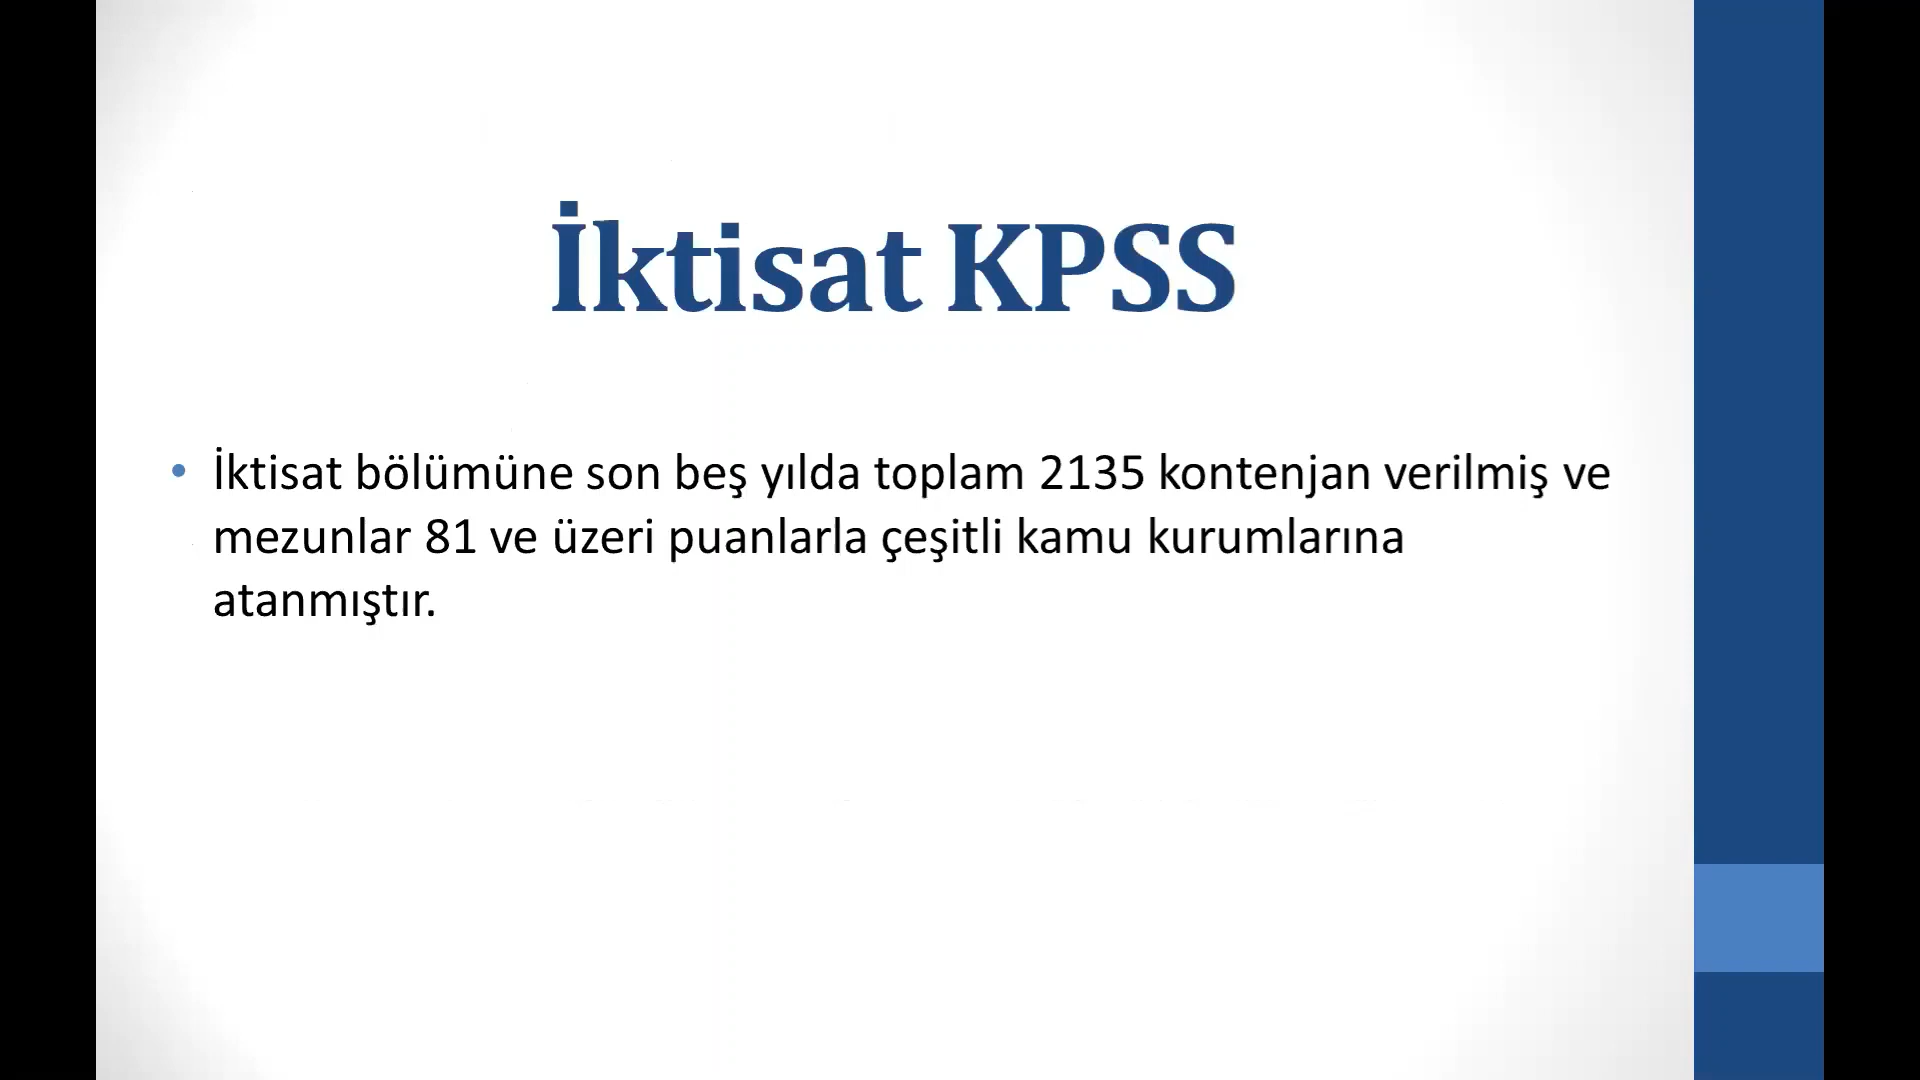 İktisat KPSS
• İktisat bölümüne son beş yılda toplam 2135 kontenjan verilmiş ve
mezunlar 81 ve üzeri puanlarla çeşitli kamu kurumlarına
atanmıştır.